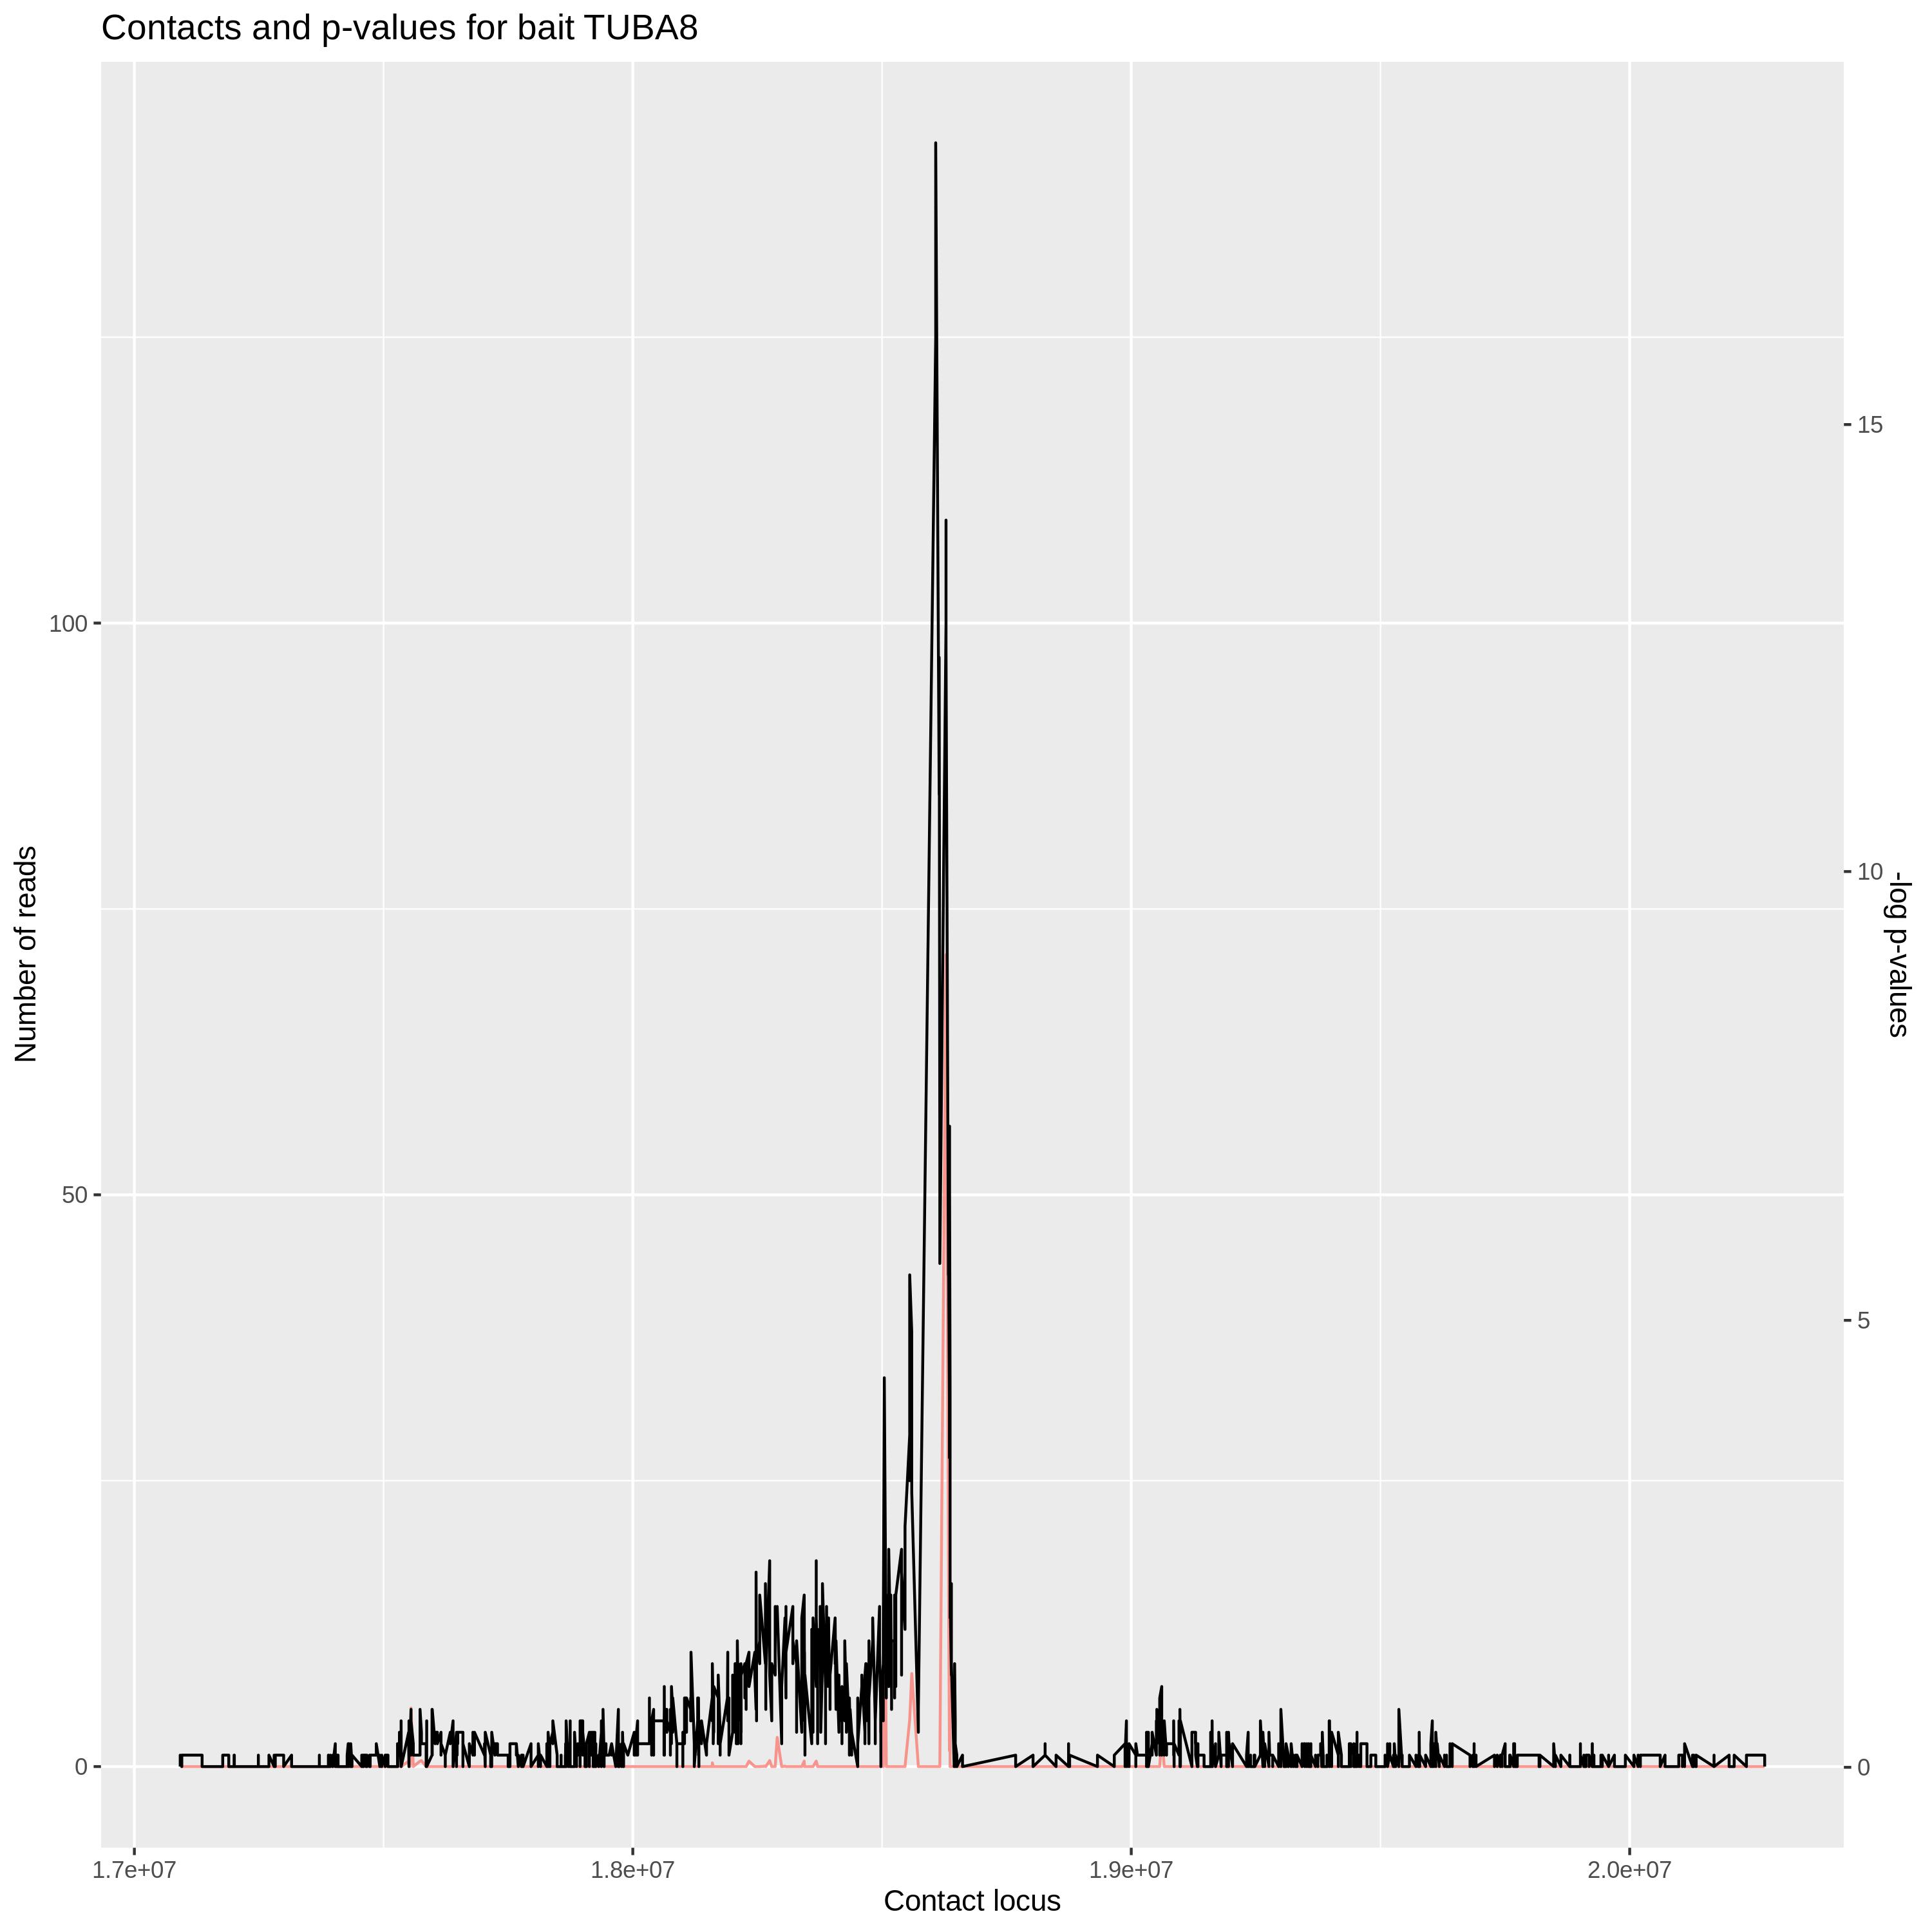 Contacts and p-values for bait TUBA8
Number of reads
100
50
0
15
10
5
0
-log p-values
1.7e+07 1.8e+07 1.9e+07 2.0e+07
Contact locus